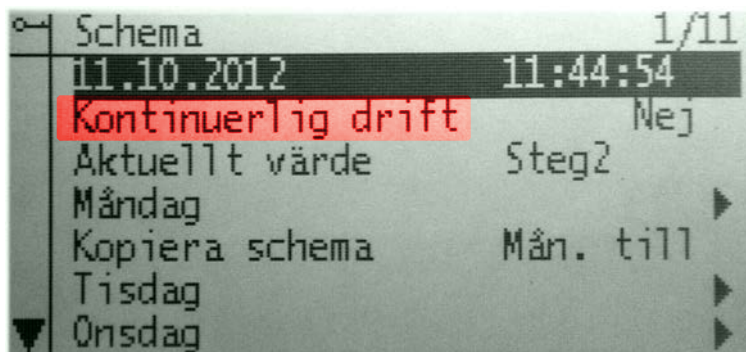 Schema 1/11
11.10.2012 11:44:54
Kontinuerlig drift Nej
Aktuellt värde Steg2
Måndag
Kopiera schema Mån. till
Tisdag
Onsdag